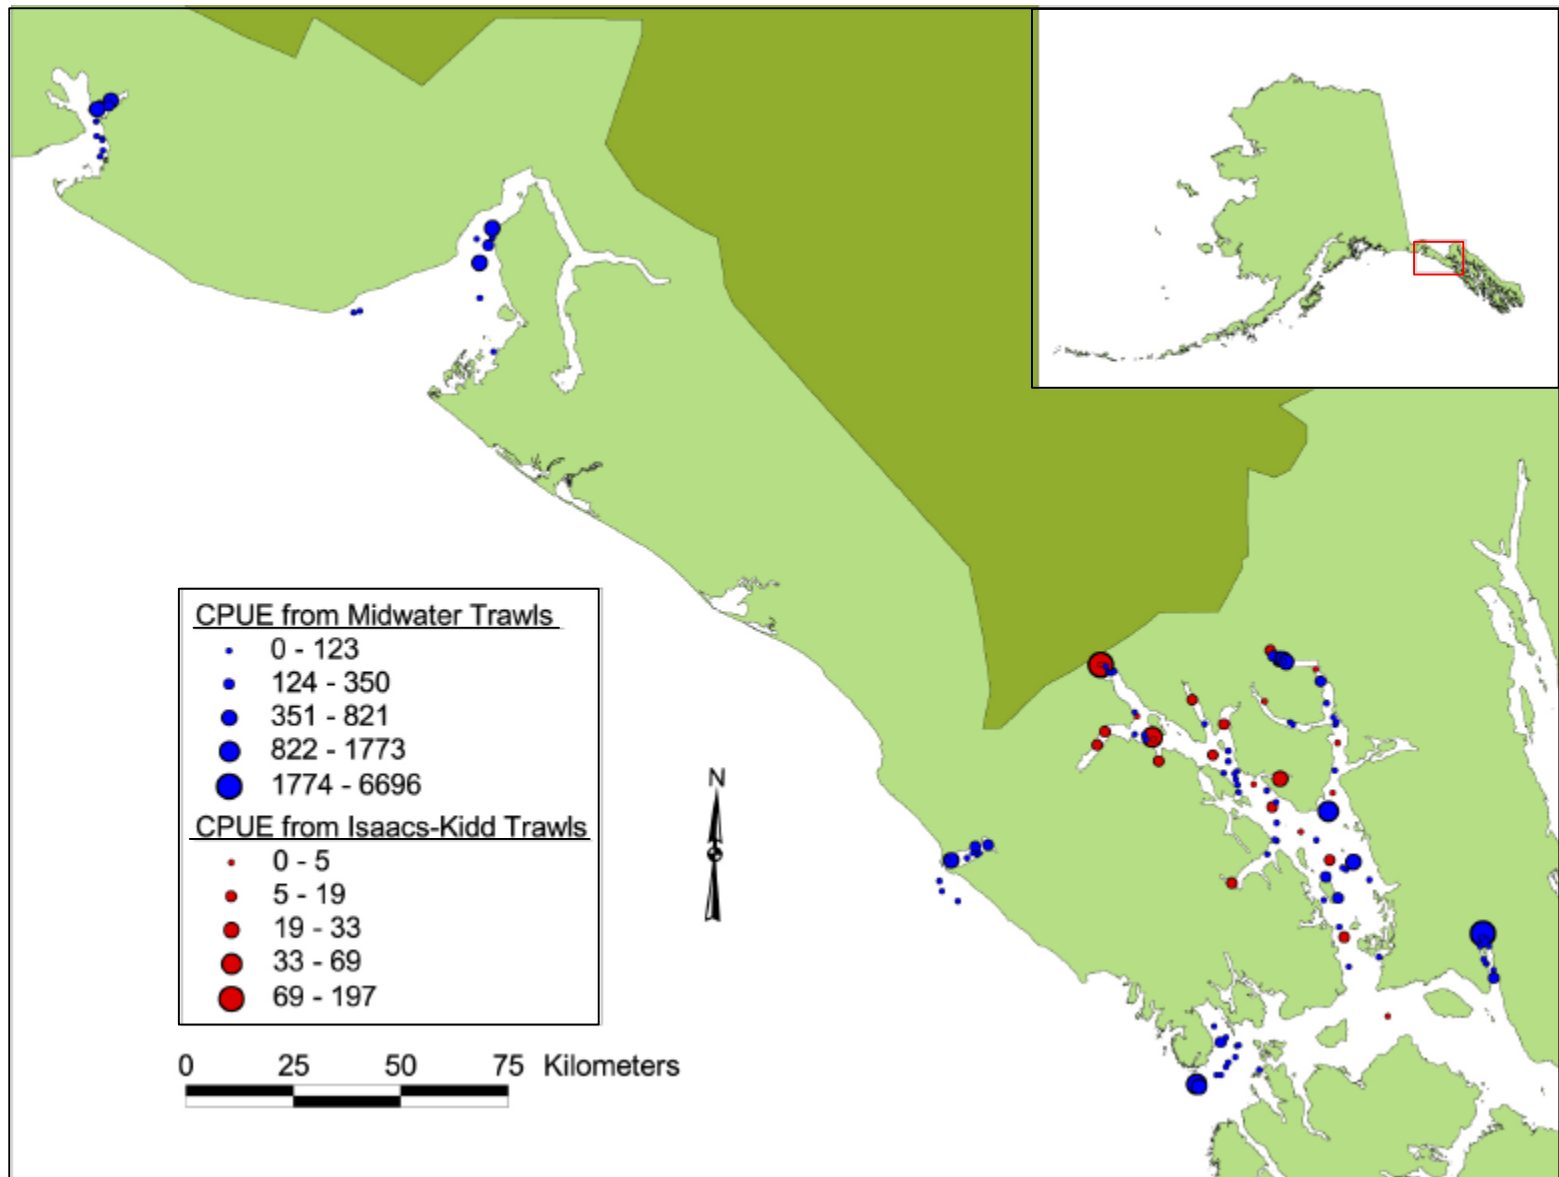 CPUE from Midwater Trawls
0 - 123
124 - 350
351 - 821
822 - 1773
1774 - 6696
CPUE from Isaacs-Kidd Trawls
0 - 5
5 - 19
19 - 33
33 - 69
69 - 197
N
0 25 50 75 Kilometers